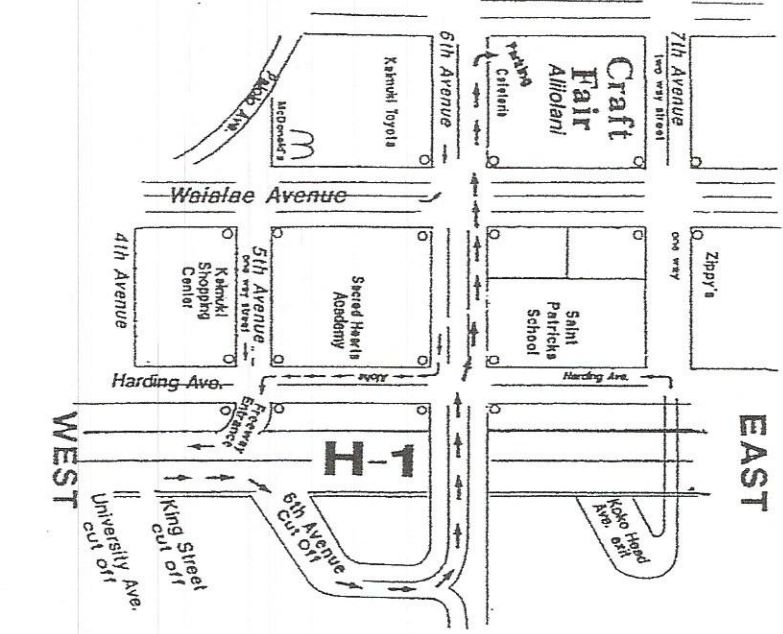 6th Avenue
7th Avenue
two way street
Craft
Fair
Aliiolani
Parking
Cafeteria
Kaimuki Toyota
McDonald's
Palolo Ave.
Waialae Avenue
4th Avenue
Kaimuki
Shopping
Center
5th Avenue
one way street
Sacred Hearts
Academy
Saint
Patricks
School
one way
Zippy's
Harding Ave.
Harding Ave.
Freeway
Entrance
H-1
WEST
EAST
University Ave.
cut off
King Street
cut off
6th Avenue
Cut Off
Koko Head
Ave. exit